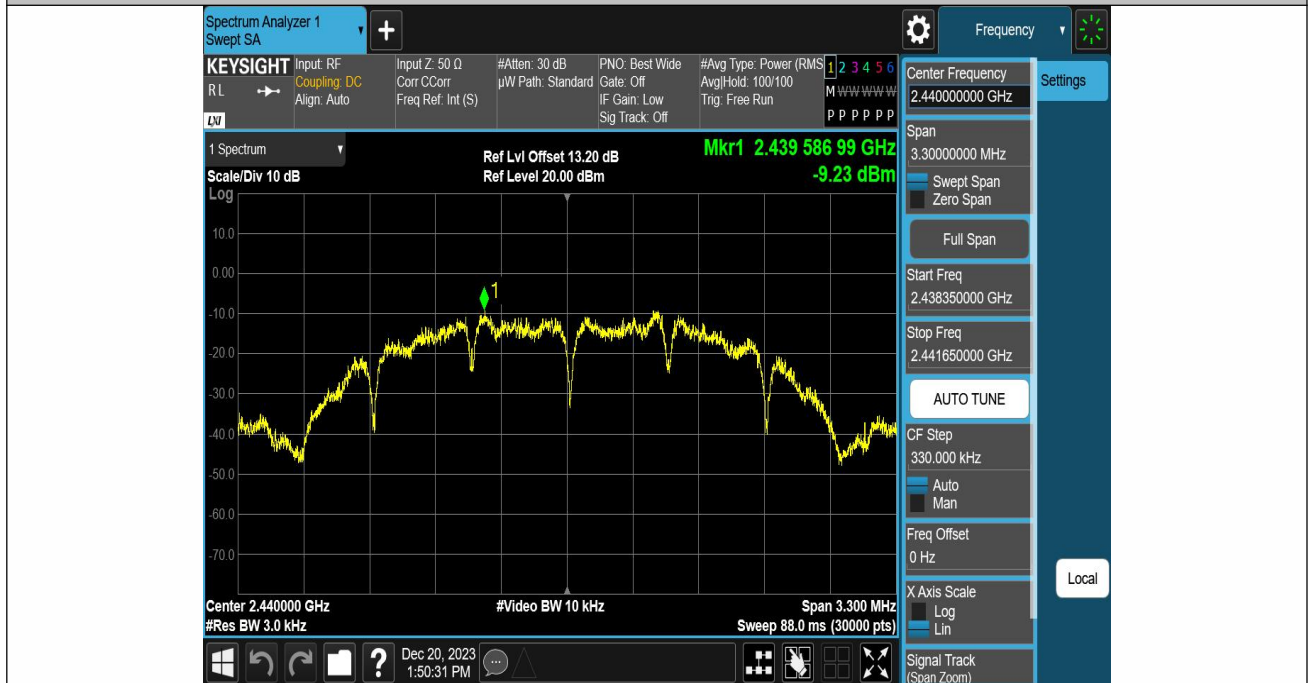 Spectrum Analyzer 1
Swept SA
+
Frequency
KEYSIGHT
RL
LXI
Input: RF
Coupling: DC
Align: Auto
Input Z: 50 Ω
Corr CCorr
Freq Ref: Int (S)
#Atten: 30 dB
µW Path: Standard
PNO: Best Wide
Gate: Off
IF Gain: Low
Sig Track: Off
#Avg Type: Power (RMS
Avg|Hold: 100/100
Trig: Free Run
1 2 3 4 5 6
M W W W W W
P P P P P P
1 Spectrum
Scale/Div 10 dB
Ref Lvl Offset 13.20 dB
Ref Level 20.00 dBm
Mkr1 2.439 586 99 GHz
-9.23 dBm
Log
10.0
0.00
-10.0
-20.0
-30.0
-40.0
-50.0
-60.0
-70.0
1
Center 2.440000 GHz
#Res BW 3.0 kHz
#Video BW 10 kHz
Span 3.300 MHz
Sweep 88.0 ms (30000 pts)
?
Dec 20, 2023
1:50:31 PM
Center Frequency
2.440000000 GHz
Settings
Span
3.30000000 MHz
Swept Span
Zero Span
Full Span
Start Freq
2.438350000 GHz
Stop Freq
2.441650000 GHz
AUTO TUNE
CF Step
330.000 kHz
Auto
Man
Freq Offset
0 Hz
Local
X Axis Scale
Log
Lin
Signal Track
(Span Zoom)